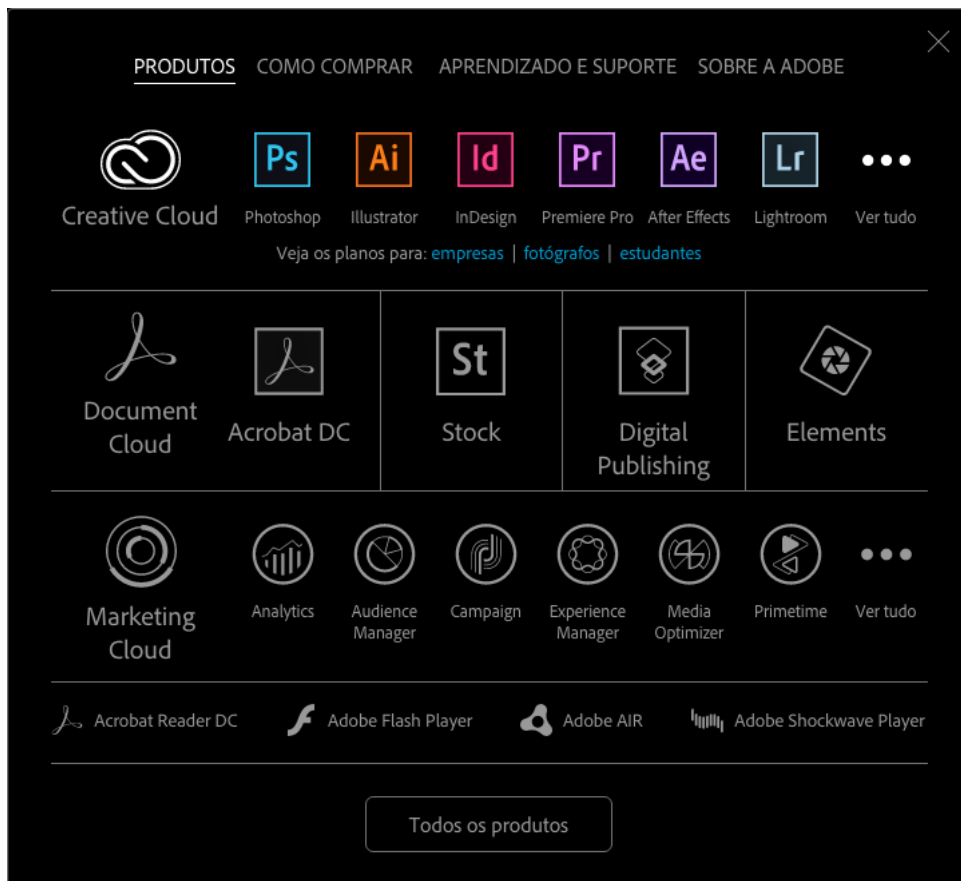 PRODUTOS COMO COMPRAR APRENDIZADO E SUPORTE SOBRE A ADOBE
Ps Ai Id Pr Ae Lr
Creative Cloud Photoshop Illustrator InDesign Premiere Pro After Effects Lightroom Ver tudo
Veja os planos para: empresas | fotógrafos | estudantes
St
Document
Cloud
Acrobat DC
Stock
Digital
Publishing
Elements
Marketing
Cloud
Analytics
Audience
Manager
Campaign
Experience
Manager
Media
Optimizer
Primetime
Ver tudo
Acrobat Reader DC Adobe Flash Player Adobe AIR Adobe Shockwave Player
Todos os produtos